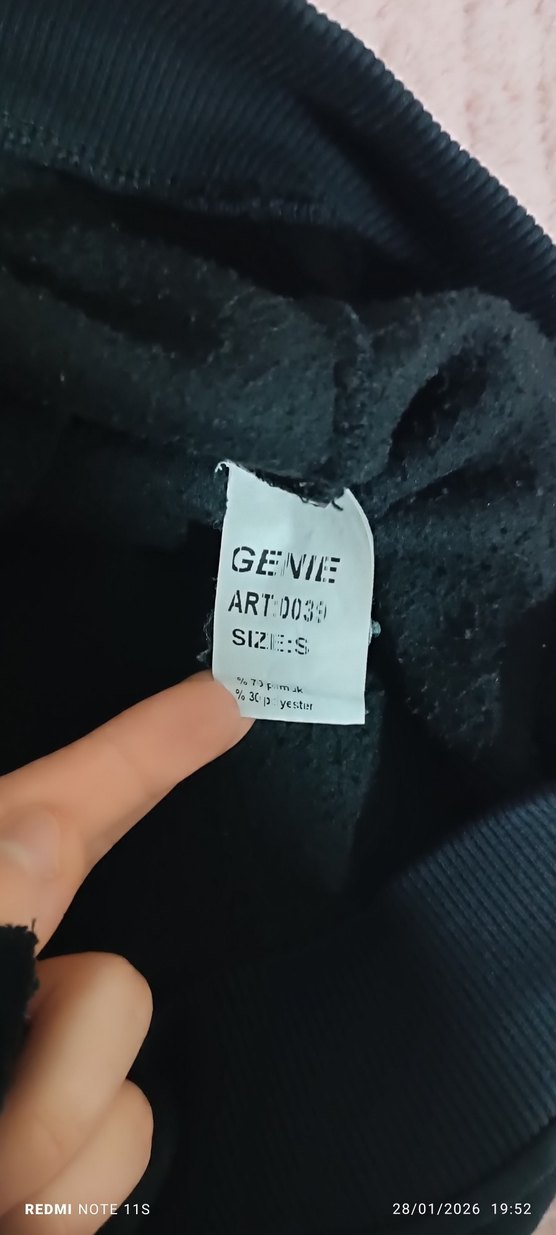 GENIE
ART:0039
SIZE:S
% 70 pamuk
% 30 polyester
REDMI NOTE 11S
28/01/2026 19:52